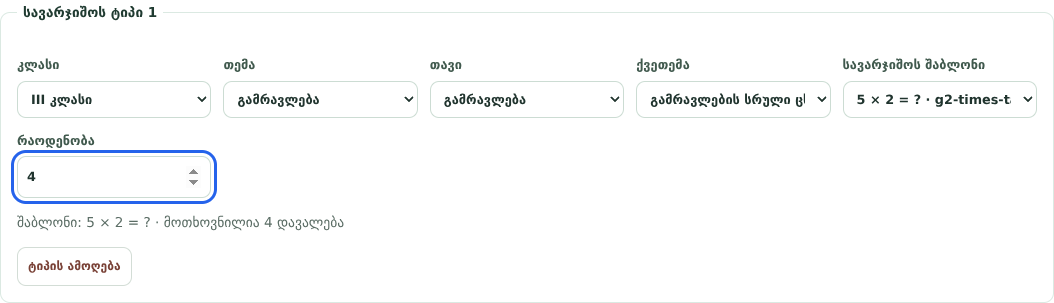 სავარჯიშოს ტიპი 1
კლასი თემა თავი ქვეთემა სავარჯიშოს შაბლონი
III კლასი გამრავლება გამრავლება გამრავლების სრული 5 × 2 = ? · g2-times-t
რაოდენობა
4
შაბლონი: 5 × 2 = ? · მოთხოვნილია 4 დავალება
ტიპის ამოღება